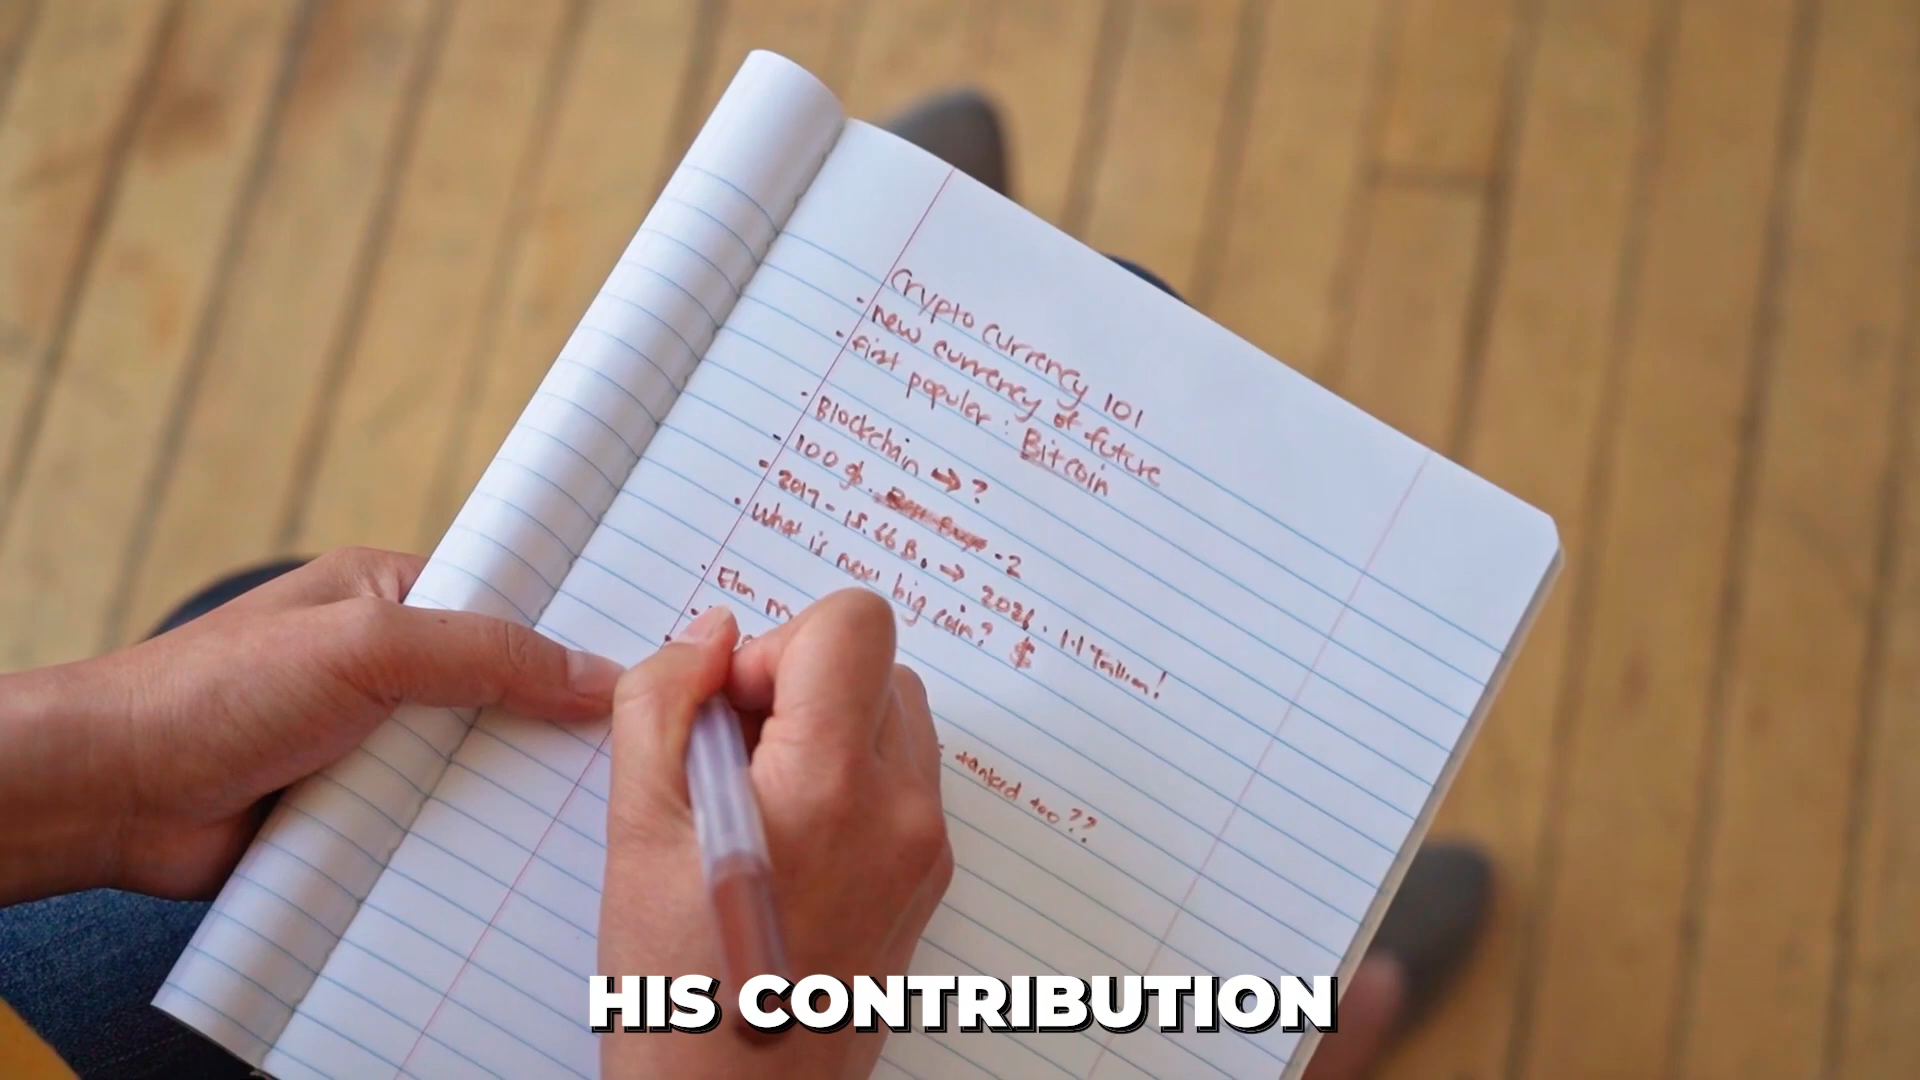 Crypto currency 101
- new currency of future
- first populer : Bitcoin
- Blockchain → ?
- 100 $. - 2
- 2017 - 15.66 B. → 2021. 1.1 Trillion!
- What is next big coin? $
- Elon
tanked too??
HIS CONTRIBUTION